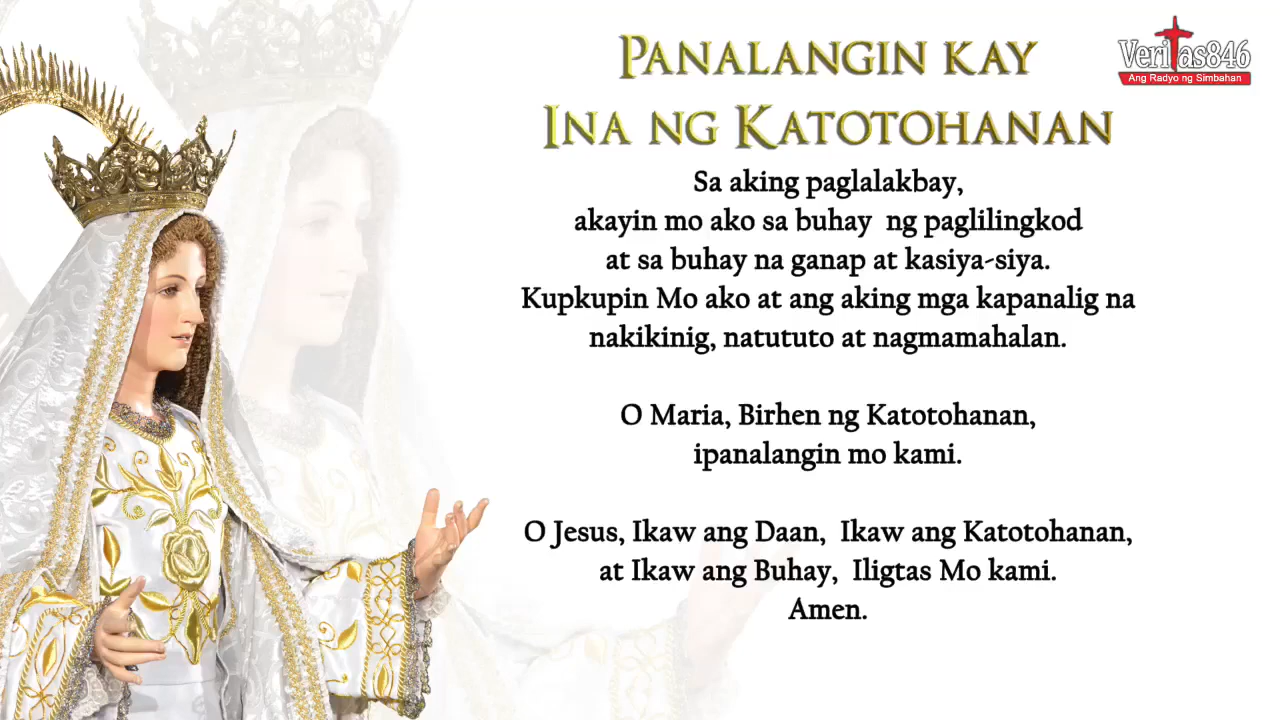 Veritas846
Ang Radyo ng Simbahan
PANALANGIN KAY
INA NG KATOTOHANAN
Sa aking paglalakbay,
akayin mo ako sa buhay ng paglilingkod
at sa buhay na ganap at kasiya-siya.
Kupkupin Mo ako at ang aking mga kapanalig na
nakikinig, natututo at nagmamahalan.
O Maria, Birhen ng Katotohanan,
ipanalangin mo kami.
O Jesus, Ikaw ang Daan, Ikaw ang Katotohanan,
at Ikaw ang Buhay, Iligtas Mo kami.
Amen.